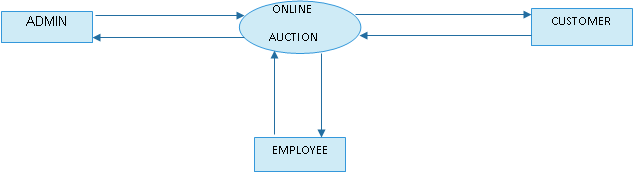 ONLINE
ADMIN
CUSTOMER
AUCTION
EMPLOYEE